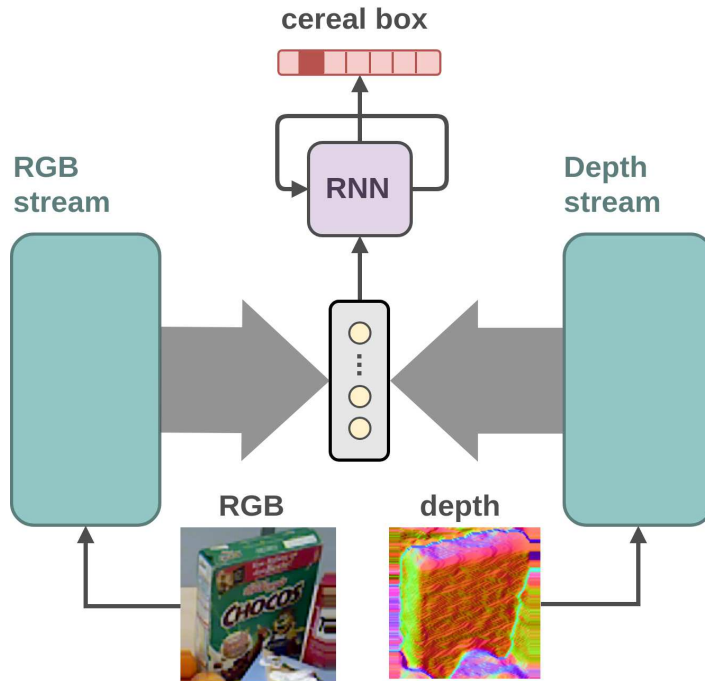 cereal box
RGB
stream
Depth
stream
RNN
RGB
depth
CHOCOS